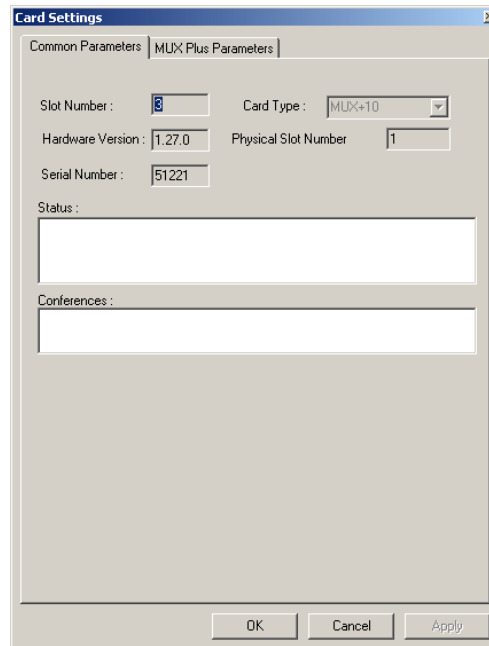 Card Settings
Common Parameters MUX Plus Parameters
Slot Number : 3 Card Type : MUX+10
Hardware Version : 1.27.0 Physical Slot Number 1
Serial Number : 51221
Status :
Conferences :
OK Cancel Apply